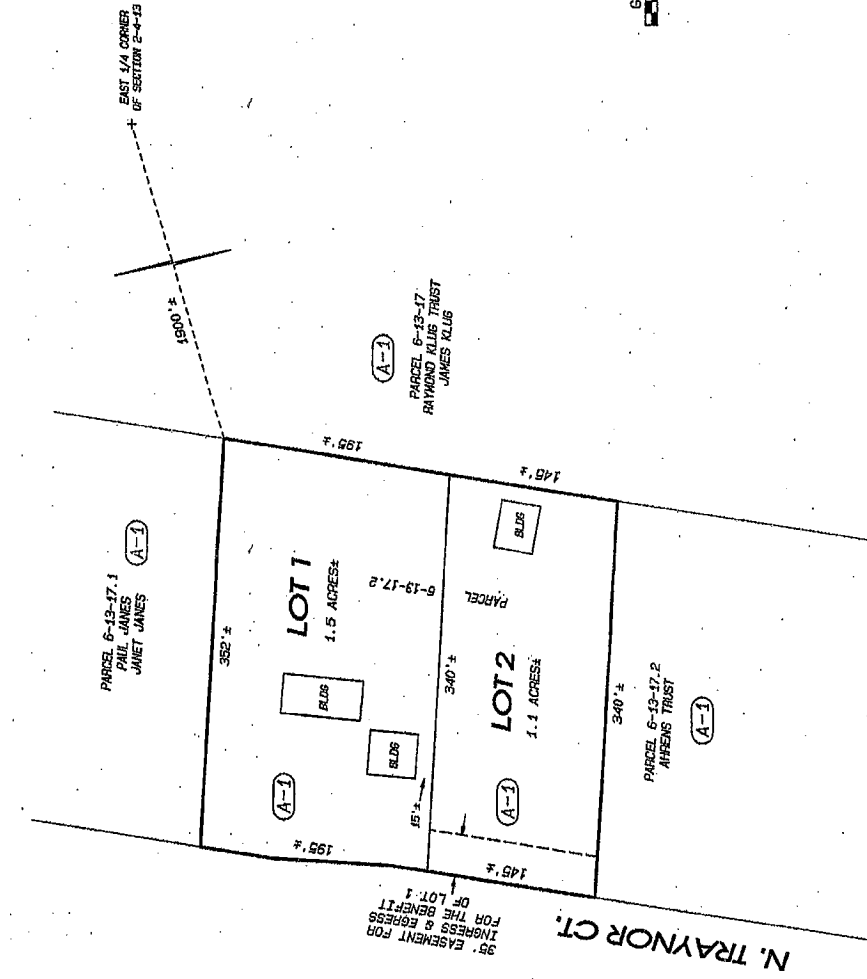 EAST 1/4 CORNER
OF SECTION 2-4-13
1900'±
PARCEL 6-13-17.1
PAUL JANES
JANET JANES
A-1
A-1
PARCEL 6-13-17
RAYMOND KLUG TRUST
JAMES KLUG
195'±
145'±
352'±
LOT 1
1.5 ACRES±
PARCEL
6-13-17.2
BLDG
BLDG
BLDG
A-1
15'±
340'±
LOT 2
1.1 ACRES±
A-1
195'±
145'±
340'±
35' EASEMENT FOR
INGRESS & EGRESS
FOR THE BENEFIT
OF LOT 1
PARCEL 6-13-17.2
AHRENS TRUST
A-1
N. TRAYNOR CT.
G